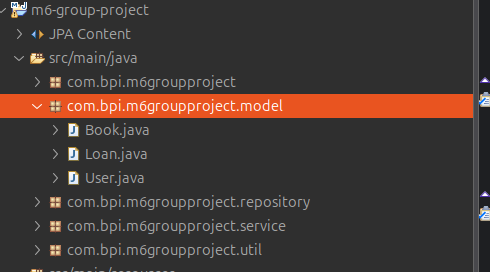 m6-group-project
JPA Content
src/main/java
com.bpi.m6groupproject
com.bpi.m6groupproject.model
Book.java
Loan.java
User.java
com.bpi.m6groupproject.repository
com.bpi.m6groupproject.service
com.bpi.m6groupproject.util